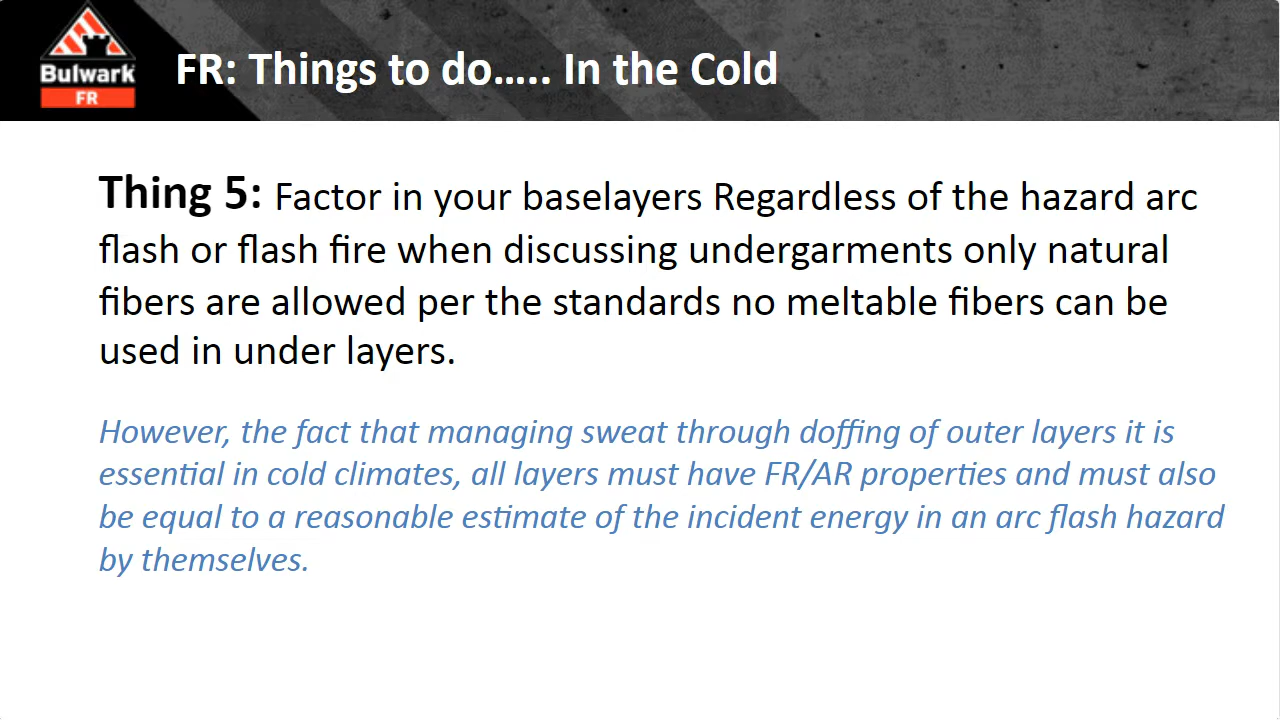 Bulwark
FR
FR: Things to do….. In the Cold
Thing 5: Factor in your baselayers Regardless of the hazard arc
flash or flash fire when discussing undergarments only natural
fibers are allowed per the standards no meltable fibers can be
used in under layers.
However, the fact that managing sweat through doffing of outer layers it is
essential in cold climates, all layers must have FR/AR properties and must also
be equal to a reasonable estimate of the incident energy in an arc flash hazard
by themselves.